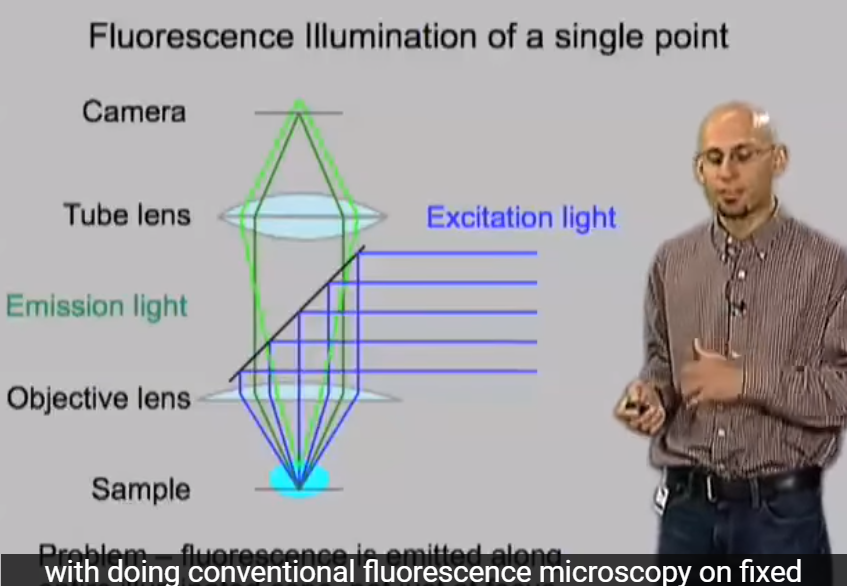 Fluorescence Illumination of a single point
Camera
Tube lens
Excitation light
Emission light
Objective lens
Sample
Problem – fluorescence is emitted along
with doing conventional fluorescence microscopy on fixed